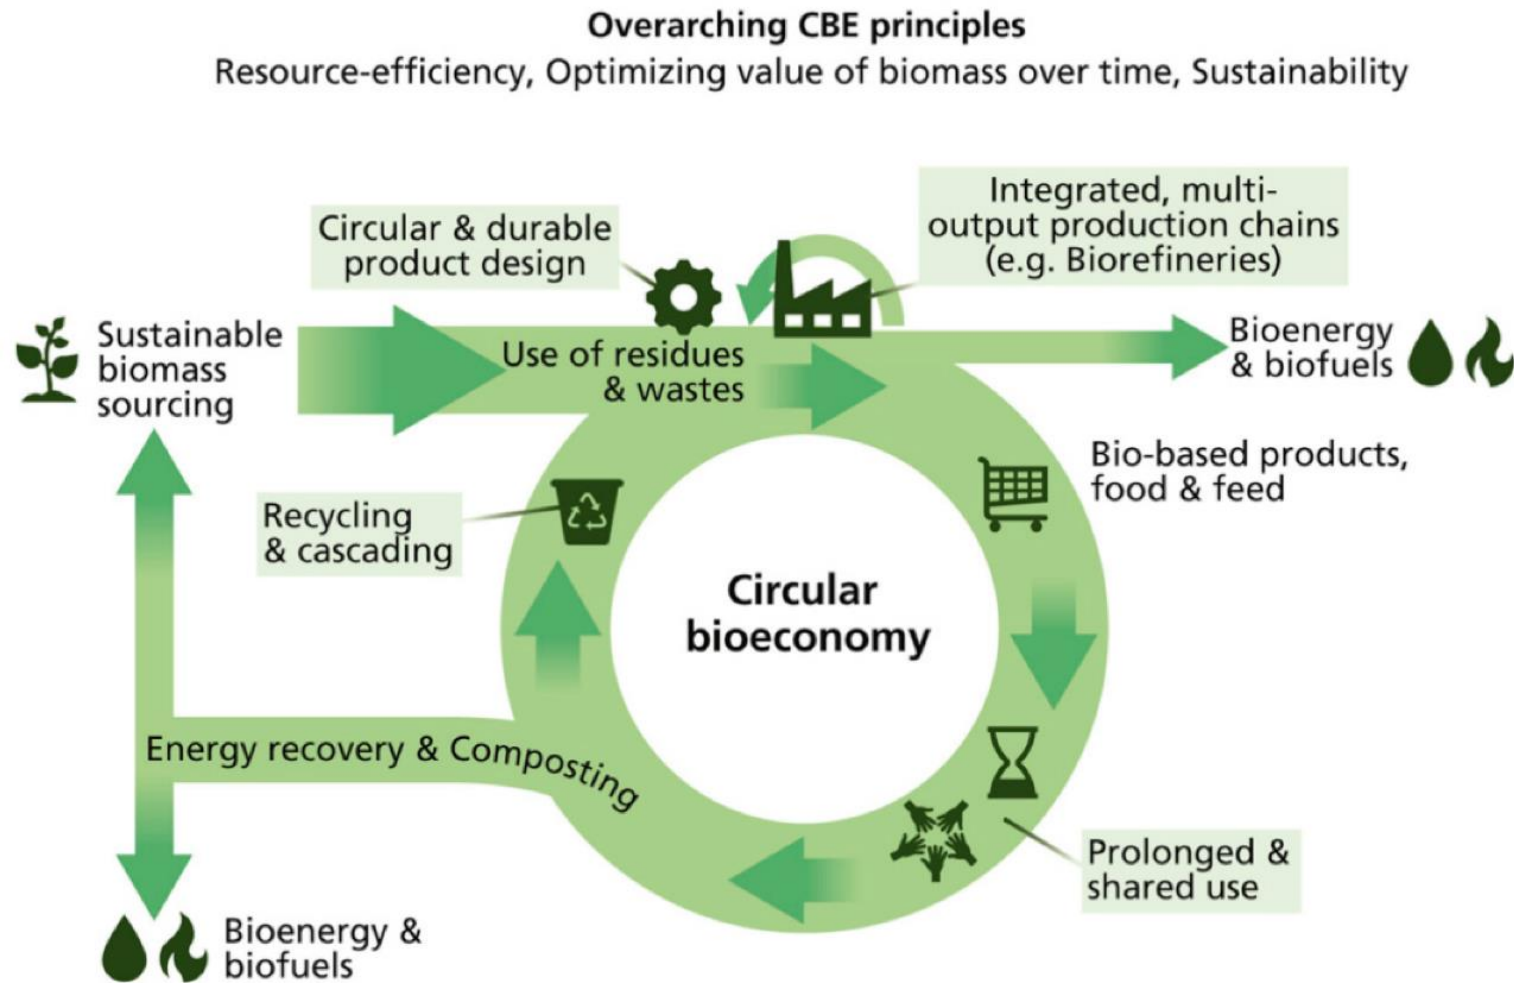 Overarching CBE principles
Resource-efficiency, Optimizing value of biomass over time, Sustainability
Circular & durable
product design
Integrated, multi-
output production chains
(e.g. Biorefineries)
Sustainable
biomass
sourcing
Use of residues
& wastes
Bioenergy
& biofuels
Bio-based products,
food & feed
Recycling
& cascading
Circular
bioeconomy
Energy recovery & Composting
Prolonged &
shared use
Bioenergy &
biofuels